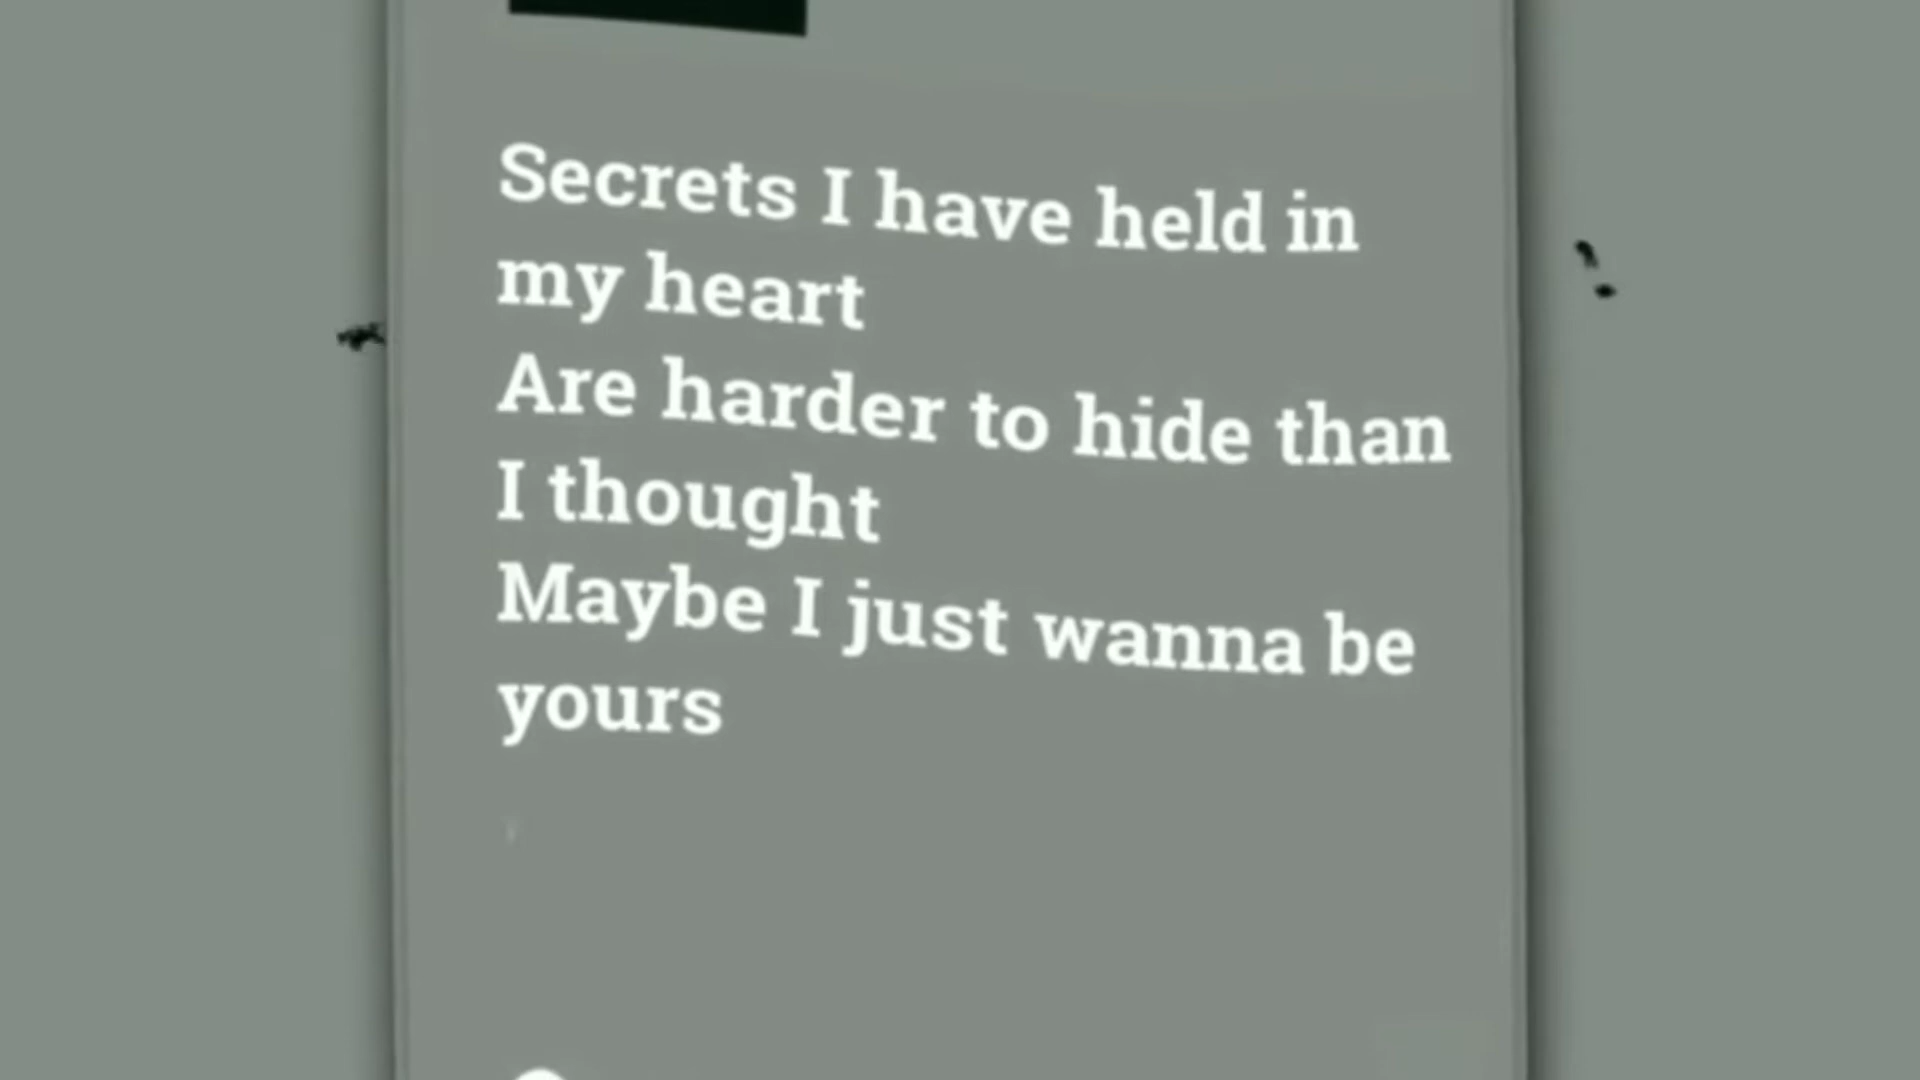 Secrets I have held in
my heart
Are harder to hide than
I thought
Maybe I just wanna be
yours